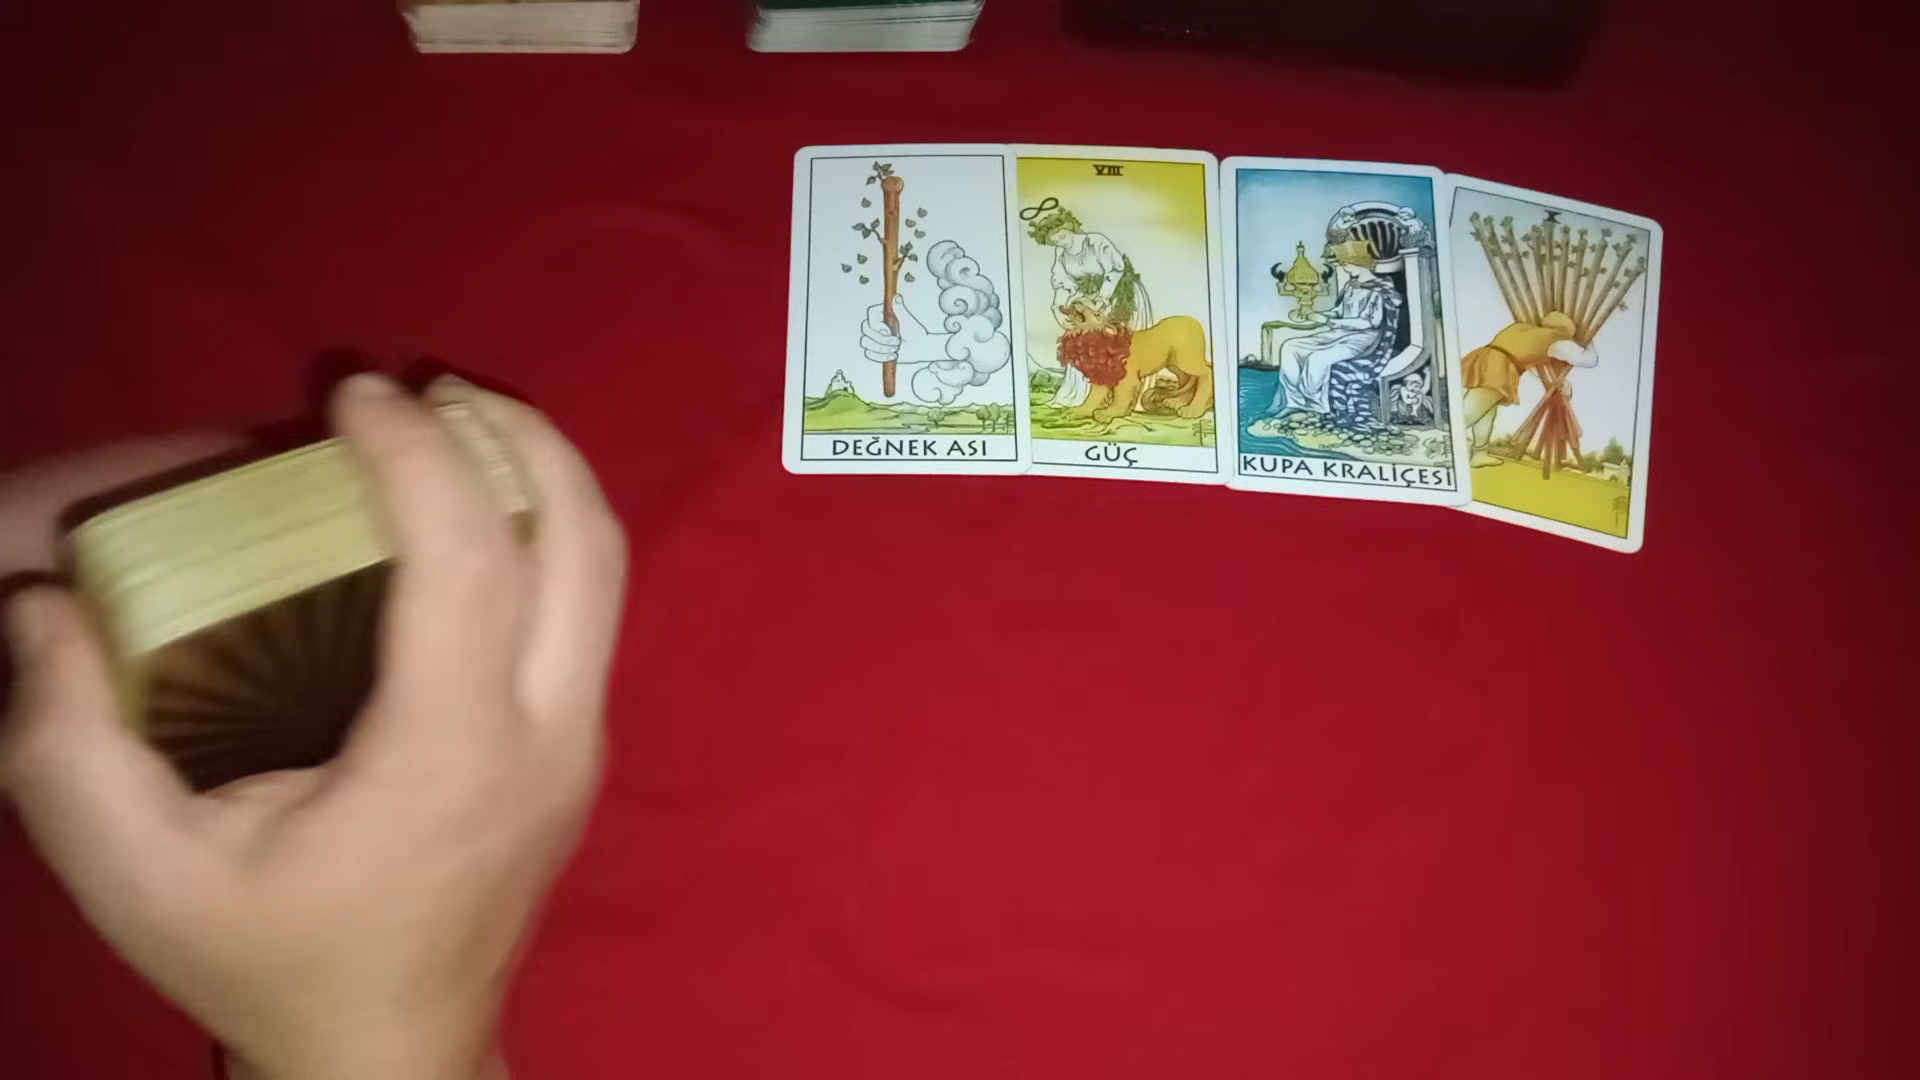 DEĞNEK ASI
VIII
GÜÇ
KUPA KRALİÇESİ
X